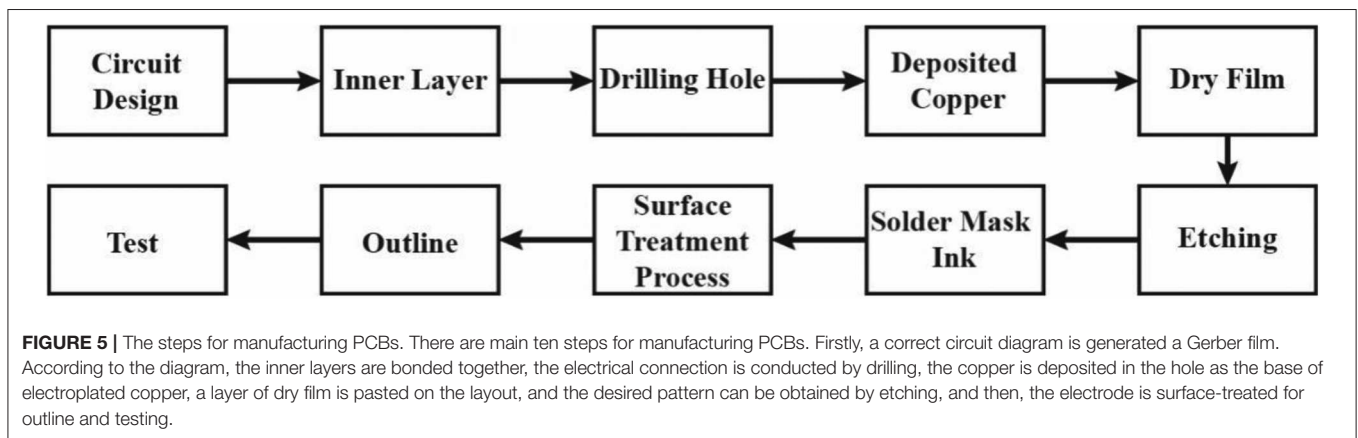 Circuit
Design
Inner Layer
Drilling Hole
Deposited
Copper
Dry Film
Etching
Solder Mask
Ink
Surface
Treatment
Process
Outline
Test
FIGURE 5 | The steps for manufacturing PCBs. There are main ten steps for manufacturing PCBs. Firstly, a correct circuit diagram is generated a Gerber film.
According to the diagram, the inner layers are bonded together, the electrical connection is conducted by drilling, the copper is deposited in the hole as the base of
electroplated copper, a layer of dry film is pasted on the layout, and the desired pattern can be obtained by etching, and then, the electrode is surface-treated for
outline and testing.